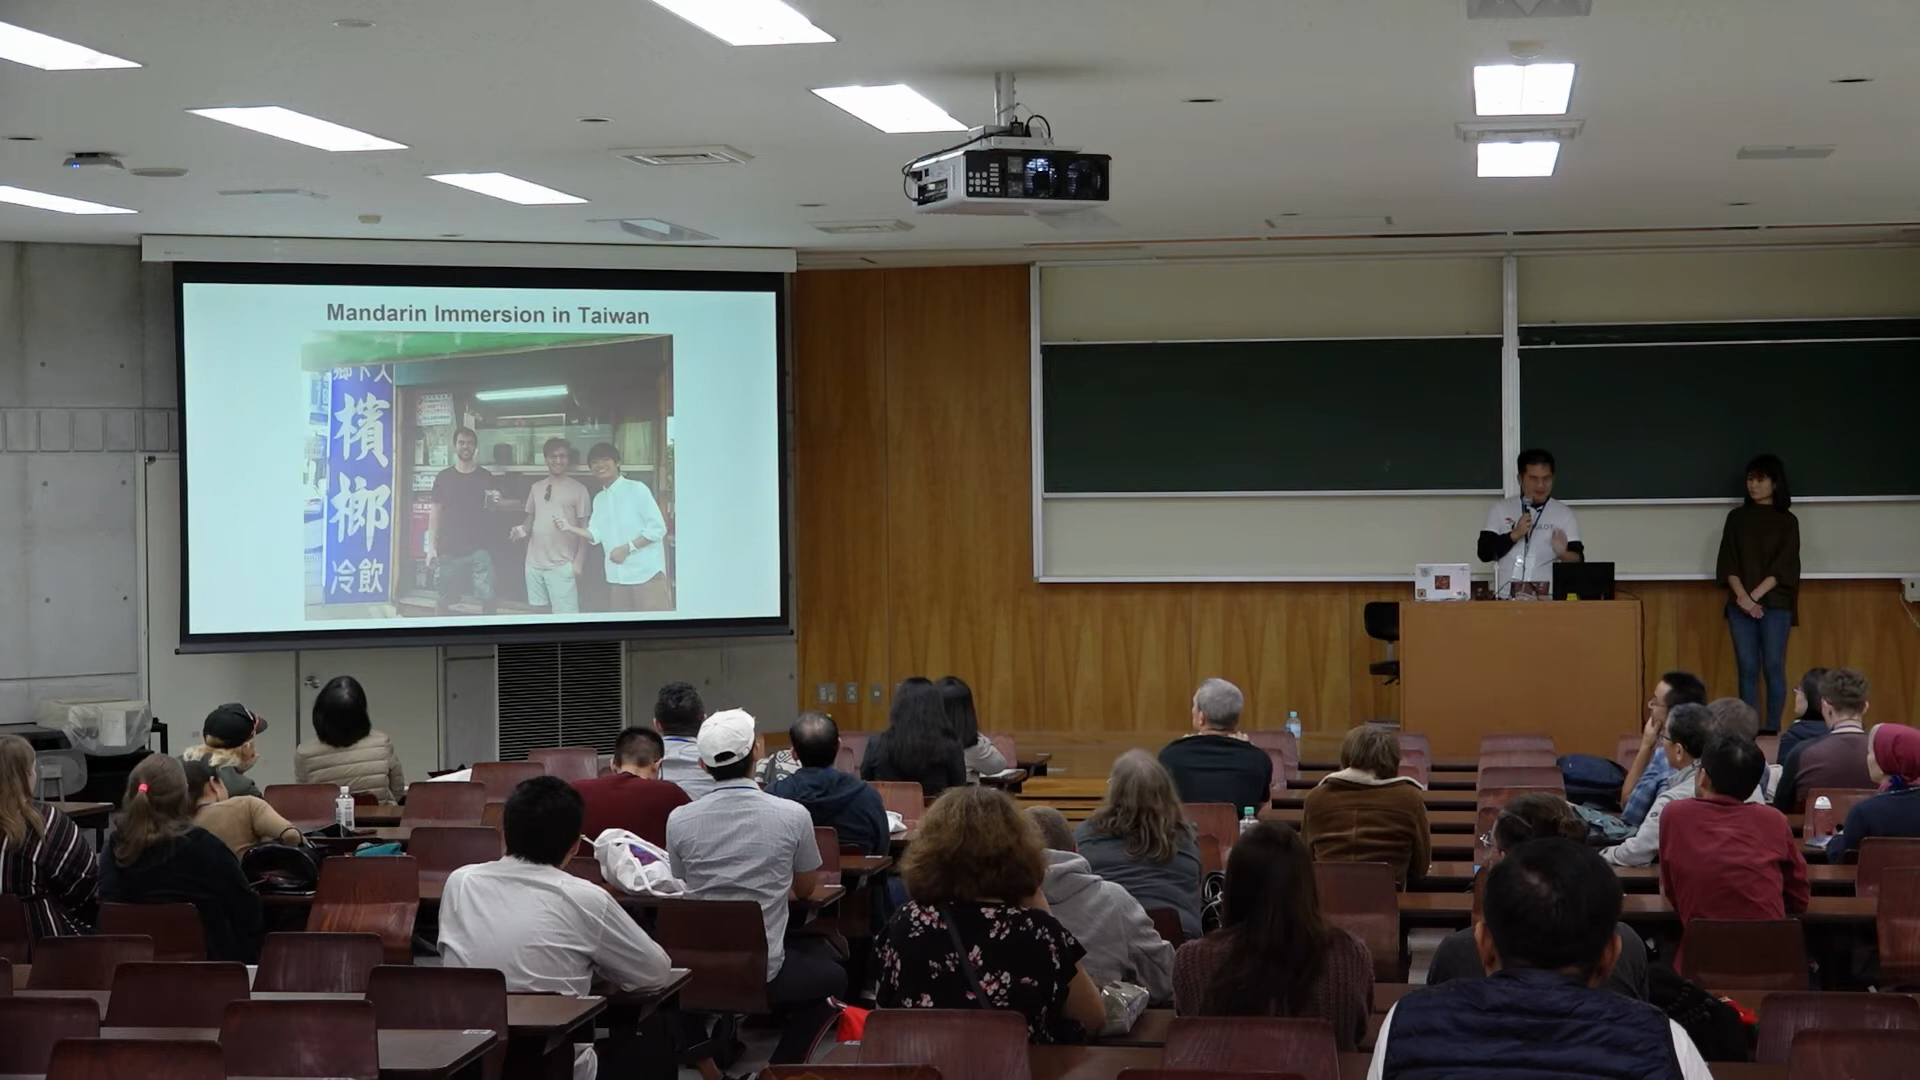 Mandarin Immersion in Taiwan
檳
榔
冷飲